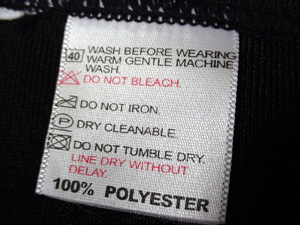 40 WASH BEFORE WEARING
WARM GENTLE MACHINE
WASH.
DO NOT BLEACH.
DO NOT IRON.
P DRY CLEANABLE.
DO NOT TUMBLE DRY.
LINE DRY WITHOUT
DELAY.
100% POLYESTER